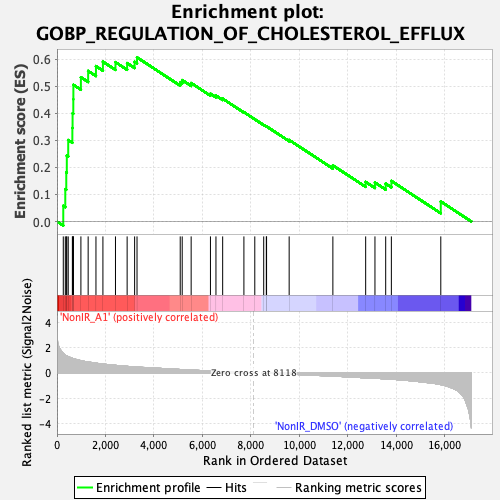 Enrichment plot:
GOBP_REGULATION_OF_CHOLESTEROL_EFFLUX
Enrichment score (ES)
0.6
0.5
0.4
0.3
0.2
0.1
0.0
'NonIR_A1' (positively correlated)
Ranked list metric (Signal2Noise)
4
2
0
-2
-4
Zero cross at 8118
'NonIR_DMSO' (negatively correlated)
0 2,000 4,000 6,000 8,000 10,000 12,000 14,000 16,000
Rank in Ordered Dataset
Enrichment profile Hits Ranking metric scores